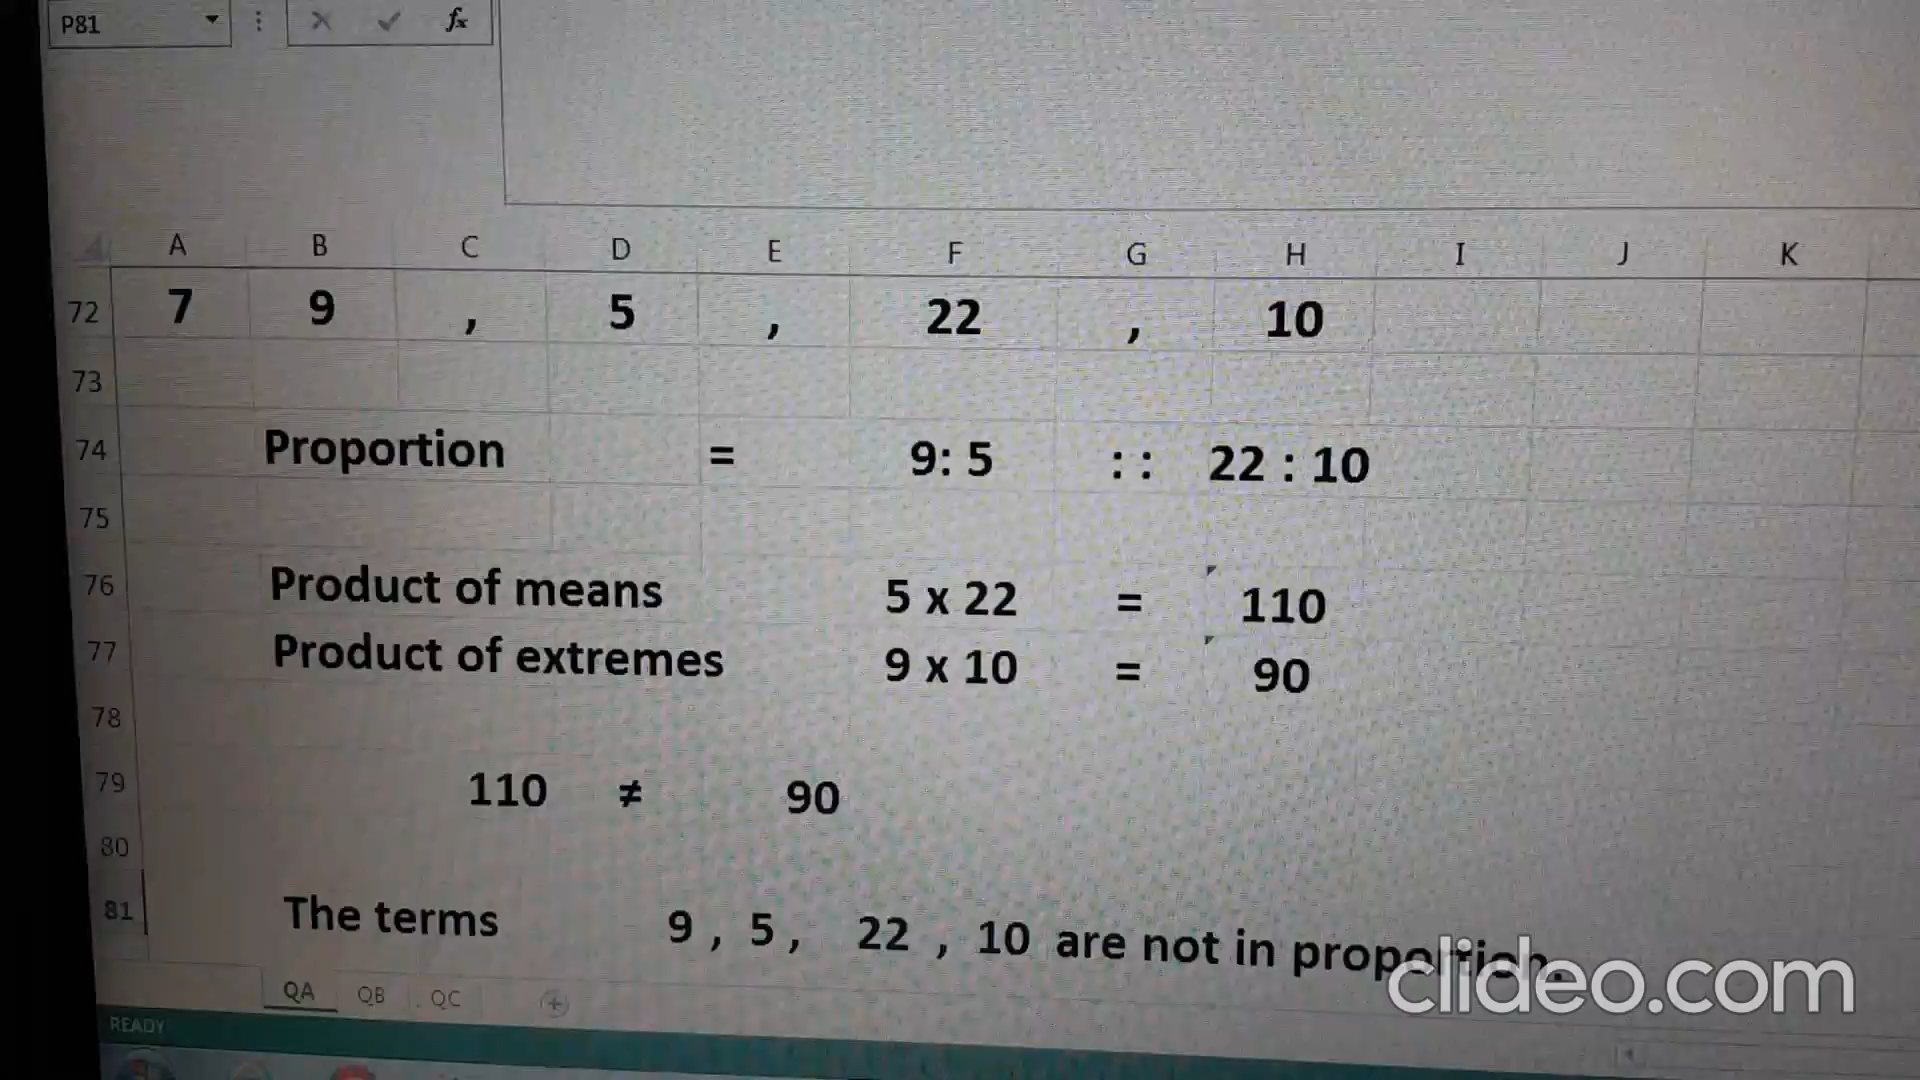 P81 fx
A B C D E F G H I J K
72 7 9 , 5 , 22 , 10
73
74 Proportion = 9: 5 : : 22 : 10
75
76 Product of means 5 x 22 = 110
77 Product of extremes 9 x 10 = 90
78
79 110 ≠ 90
80
81 The terms 9 , 5 , 22 , 10 are not in proportion.
clideo.com
QA QB QC
READY